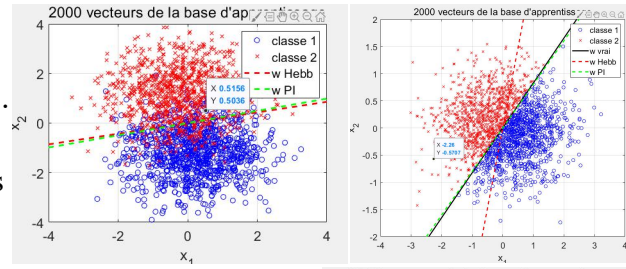 2000 vecteurs de la base d'app
4
2
0
-2
-4
-4
-2
0
2
4
x₂
x₁
classe 1
classe 2
w Hebb
w PI
X 0.5156
Y 0.5036
2000 vecteurs de la base d'apprentiss
2
1.5
1
0.5
0
-0.5
-1
-1.5
-2
-4
-3
-2
-1
0
1
2
3
4
x₂
x₁
classe 1
classe 2
w vrai
w Hebb
w PI
X -2.26
Y -0.5707
s